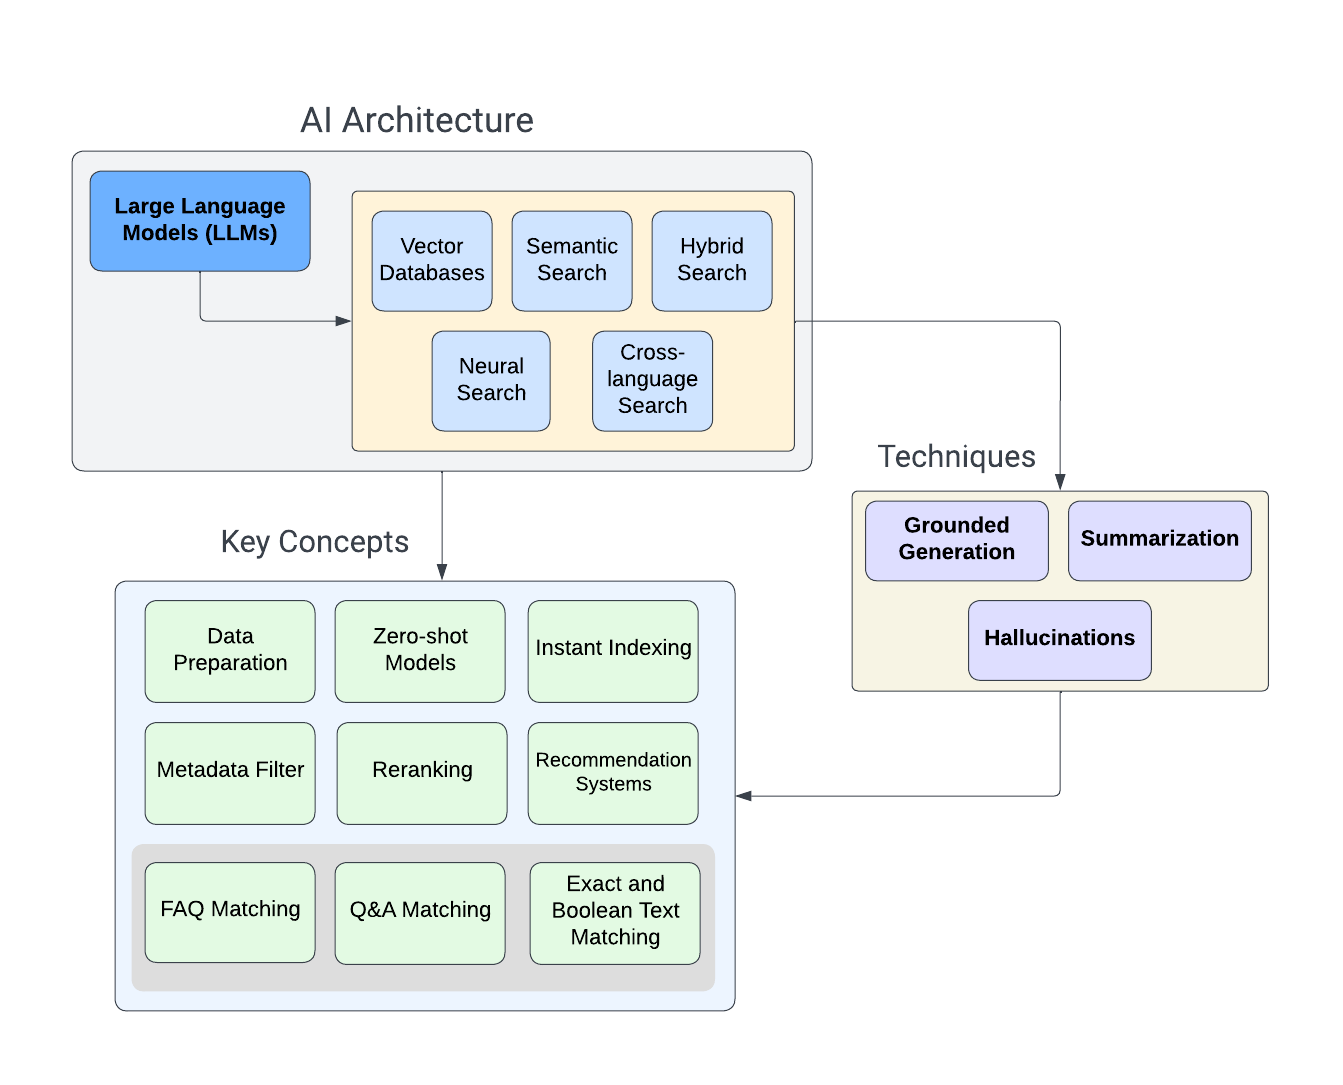 AI Architecture
Large Language
Models (LLMs)
Vector
Databases
Semantic
Search
Hybrid
Search
Neural
Search
Cross-
language
Search
Techniques
Grounded
Generation
Summarization
Hallucinations
Key Concepts
Data
Preparation
Zero-shot
Models
Instant Indexing
Metadata Filter
Reranking
Recommendation
Systems
FAQ Matching
Q&A Matching
Exact and
Boolean Text
Matching